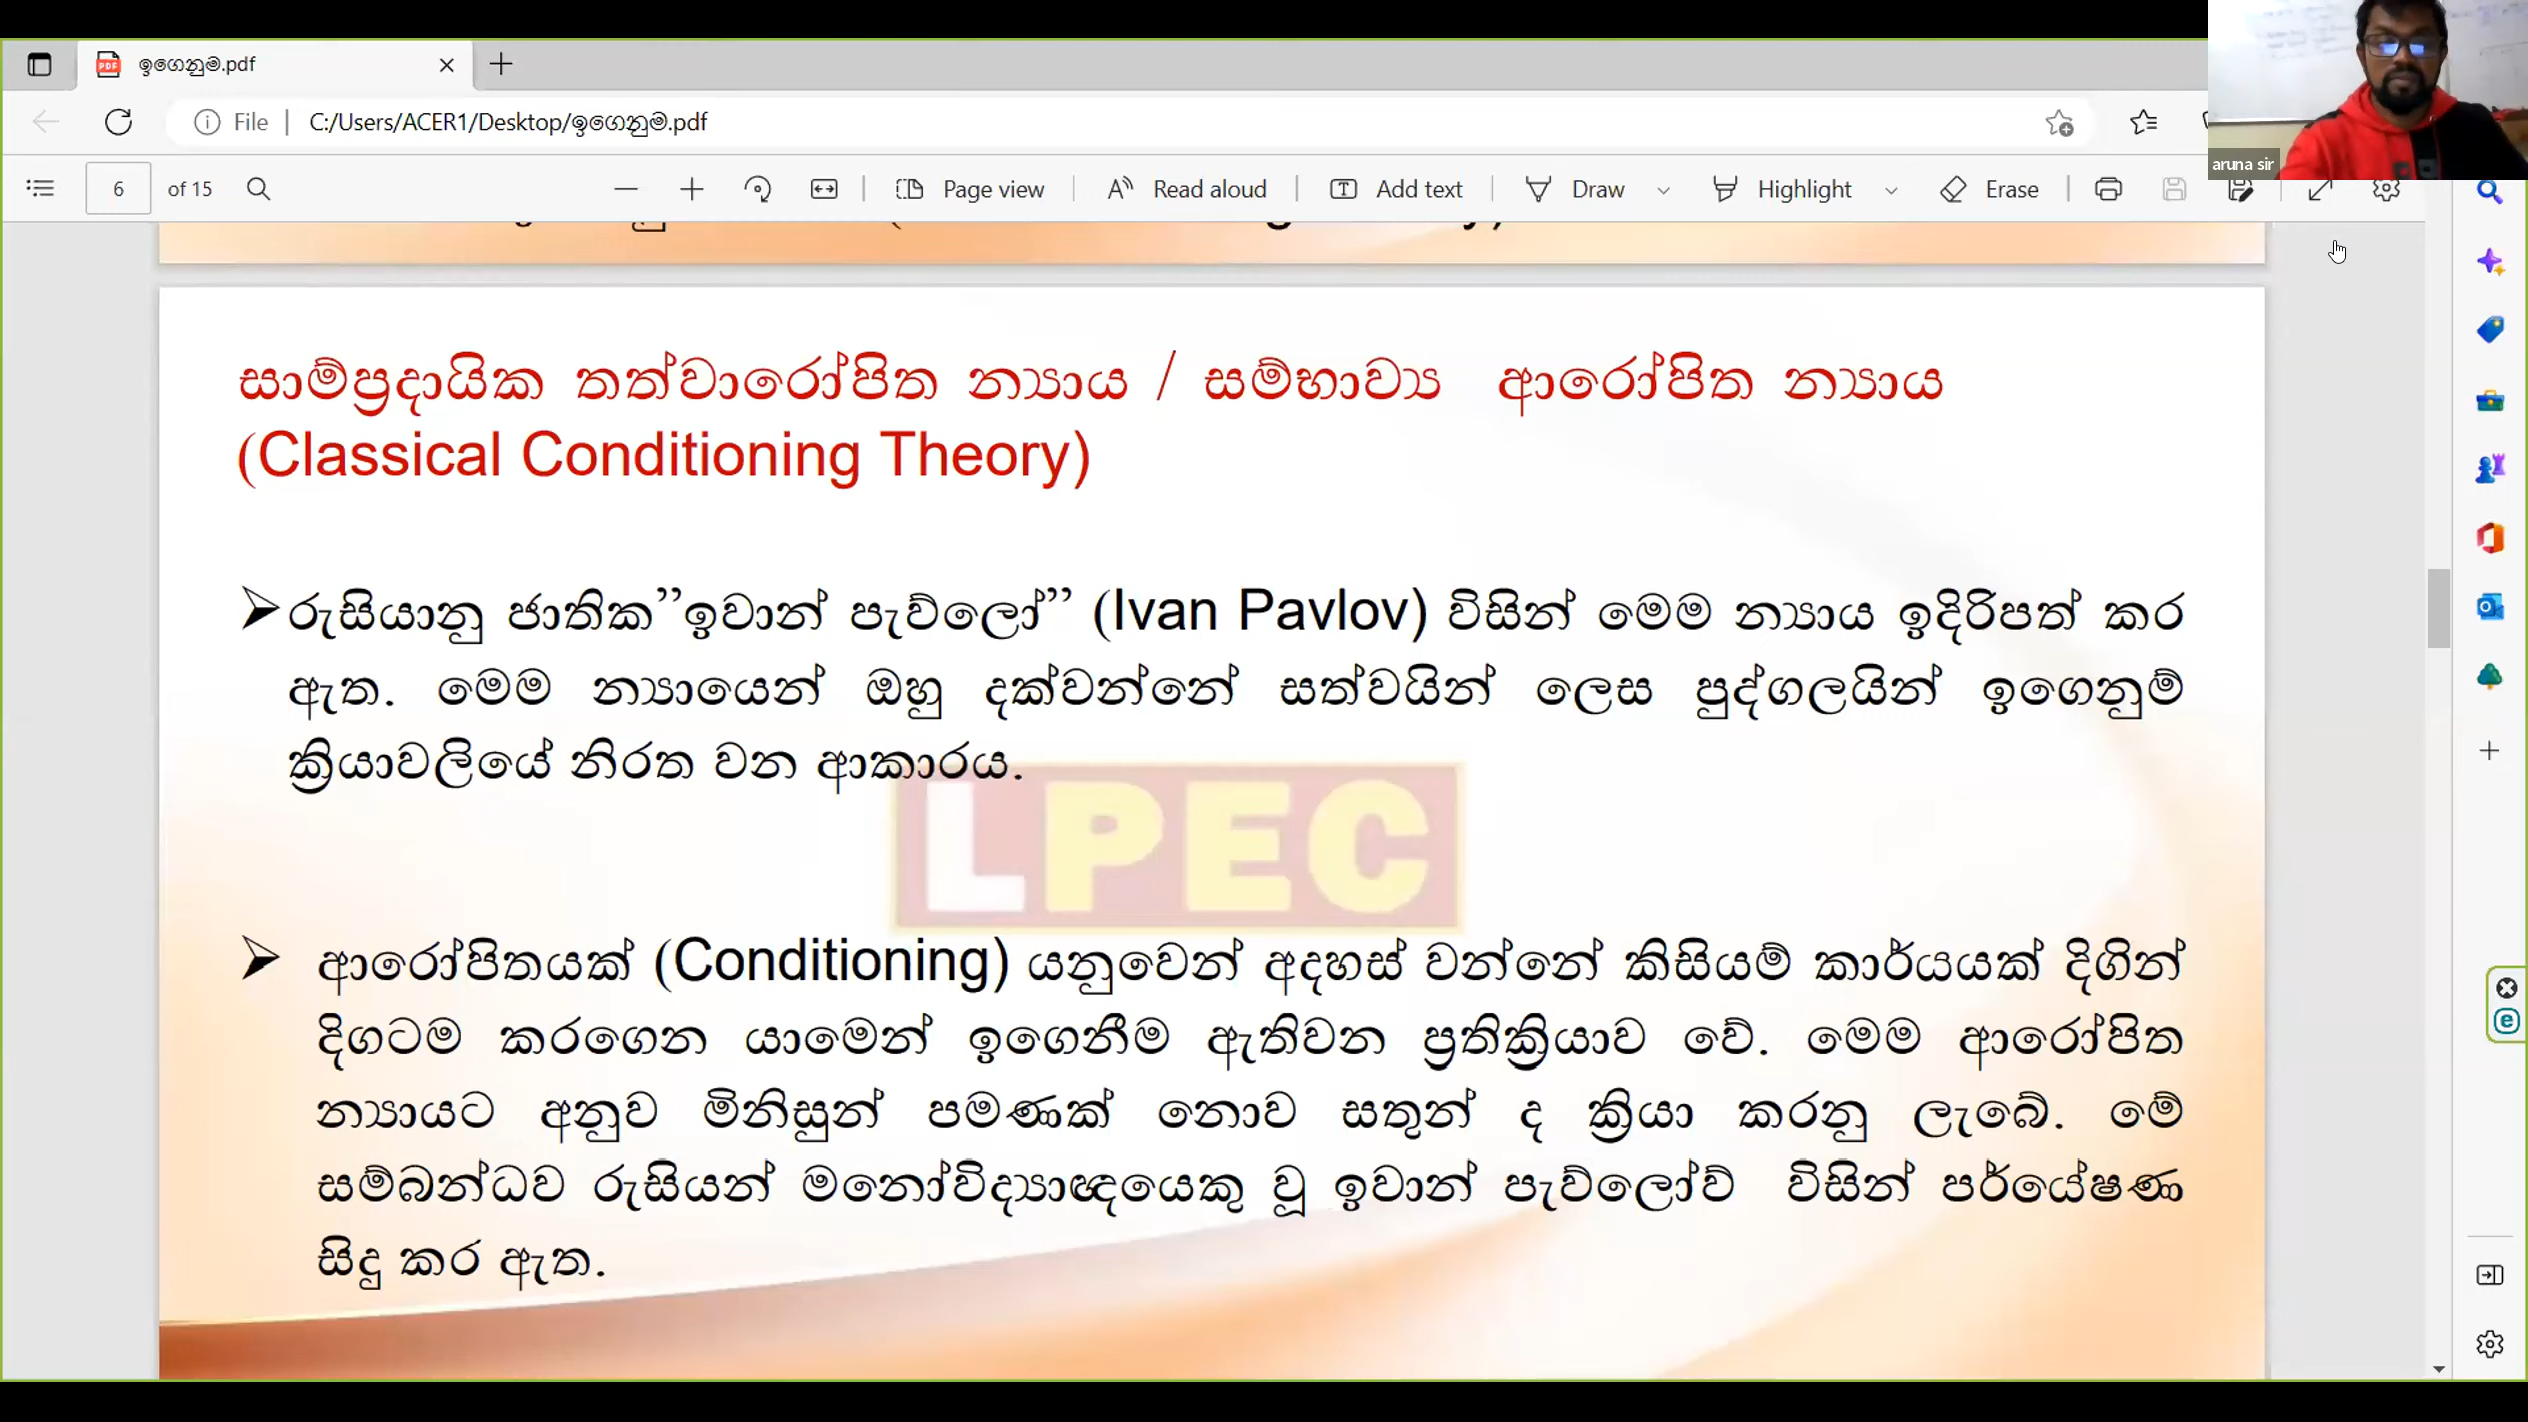 ඉගෙනුම.pdf
aruna sir
File
C:/Users/ACER1/Desktop/ඉගෙනුම.pdf
6 of 15
Page view
Read aloud
Add text
Draw
Highlight
Erase
සාම්ප්‍රදායික තත්වාරෝපිත න්‍යාය / සම්භාව්‍ය ආරෝපිත න්‍යාය
(Classical Conditioning Theory)
➢රුසියානු ජාතික”ඉවාන් පැව්ලෝ” (Ivan Pavlov) විසින් මෙම න්‍යාය ඉදිරිපත් කර
ඇත. මෙම න්‍යායෙන් ඔහු දක්වන්නේ සත්වයින් ලෙස පුද්ගලයින් ඉගෙනුම්
ක්‍රියාවලියේ නිරත වන ආකාරය.
LPEC
➢ ආරෝපිතයක් (Conditioning) යනුවෙන් අදහස් වන්නේ කිසියම් කාර්යයක් දිගින්
දිගටම කරගෙන යාමෙන් ඉගෙනීම ඇතිවන ප්‍රතික්‍රියාව වේ. මෙම ආරෝපිත
න්‍යායට අනුව මිනිසුන් පමණක් නොව සතුන් ද ක්‍රියා කරනු ලැබේ. මේ
සම්බන්ධව රුසියන් මනෝවිද්‍යාඥයෙකු වූ ඉවාන් පැව්ලෝව් විසින් පර්යේෂණ
සිදු කර ඇත.